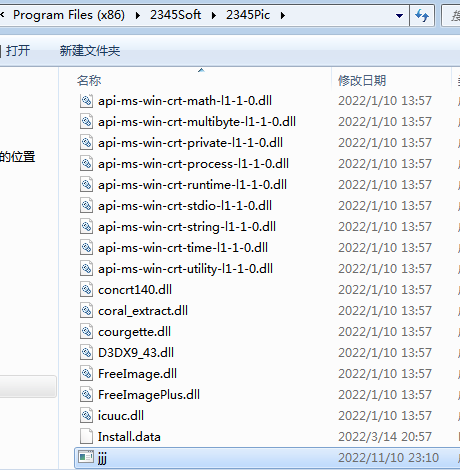 Program Files (x86) 2345Soft 2345Pic
打开 新建文件夹
名称 修改日期
api-ms-win-crt-math-l1-1-0.dll 2022/1/10 13:57
api-ms-win-crt-multibyte-l1-1-0.dll 2022/1/10 13:57
api-ms-win-crt-private-l1-1-0.dll 2022/1/10 13:57
的位置 api-ms-win-crt-process-l1-1-0.dll 2022/1/10 13:57
api-ms-win-crt-runtime-l1-1-0.dll 2022/1/10 13:57
api-ms-win-crt-stdio-l1-1-0.dll 2022/1/10 13:57
api-ms-win-crt-string-l1-1-0.dll 2022/1/10 13:57
api-ms-win-crt-time-l1-1-0.dll 2022/1/10 13:57
api-ms-win-crt-utility-l1-1-0.dll 2022/1/10 13:57
concrt140.dll 2022/1/10 13:57
coral_extract.dll 2022/1/10 13:57
courgette.dll 2022/1/10 13:57
D3DX9_43.dll 2022/1/10 13:57
FreeImage.dll 2022/1/10 13:57
FreeImagePlus.dll 2022/1/10 13:57
icuuc.dll 2022/1/10 13:57
Install.data 2022/3/14 20:57
jjj 2022/11/10 23:10